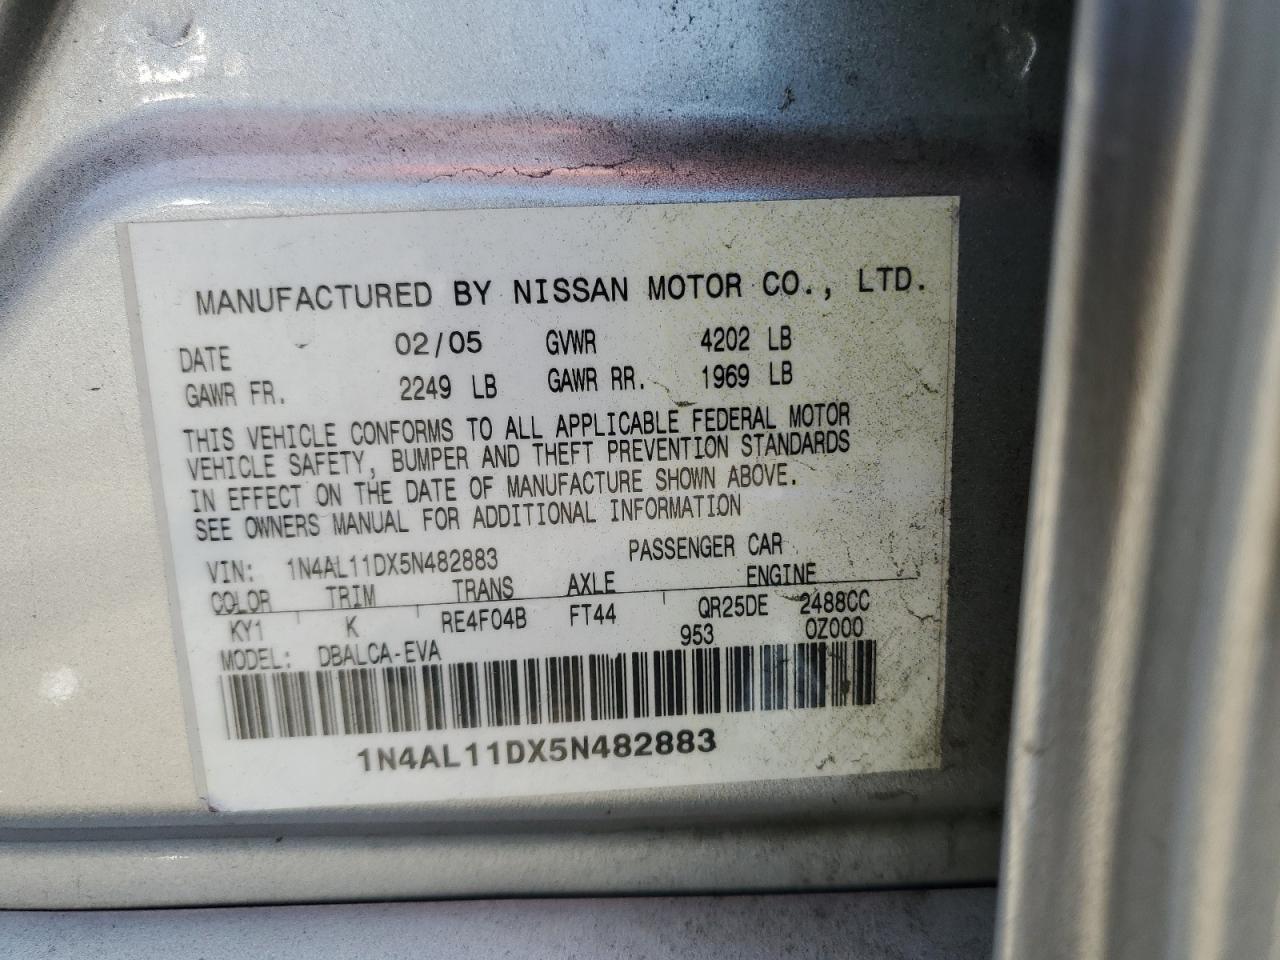 MANUFACTURED BY NISSAN MOTOR CO., LTD.
DATE 02/05 GVWR 4202 LB
GAWR FR. 2249 LB GAWR RR. 1969 LB
THIS VEHICLE CONFORMS TO ALL APPLICABLE FEDERAL MOTOR
VEHICLE SAFETY, BUMPER AND THEFT PREVENTION STANDARDS
IN EFFECT ON THE DATE OF MANUFACTURE SHOWN ABOVE.
SEE OWNERS MANUAL FOR ADDITIONAL INFORMATION
VIN: 1N4AL11DX5N482883 PASSENGER CAR
COLOR TRIM TRANS AXLE ENGINE
KY1 K RE4F04B FT44 QR25DE 2488CC
MODEL: DBALCA-EVA 953 0Z000
1N4AL11DX5N482883